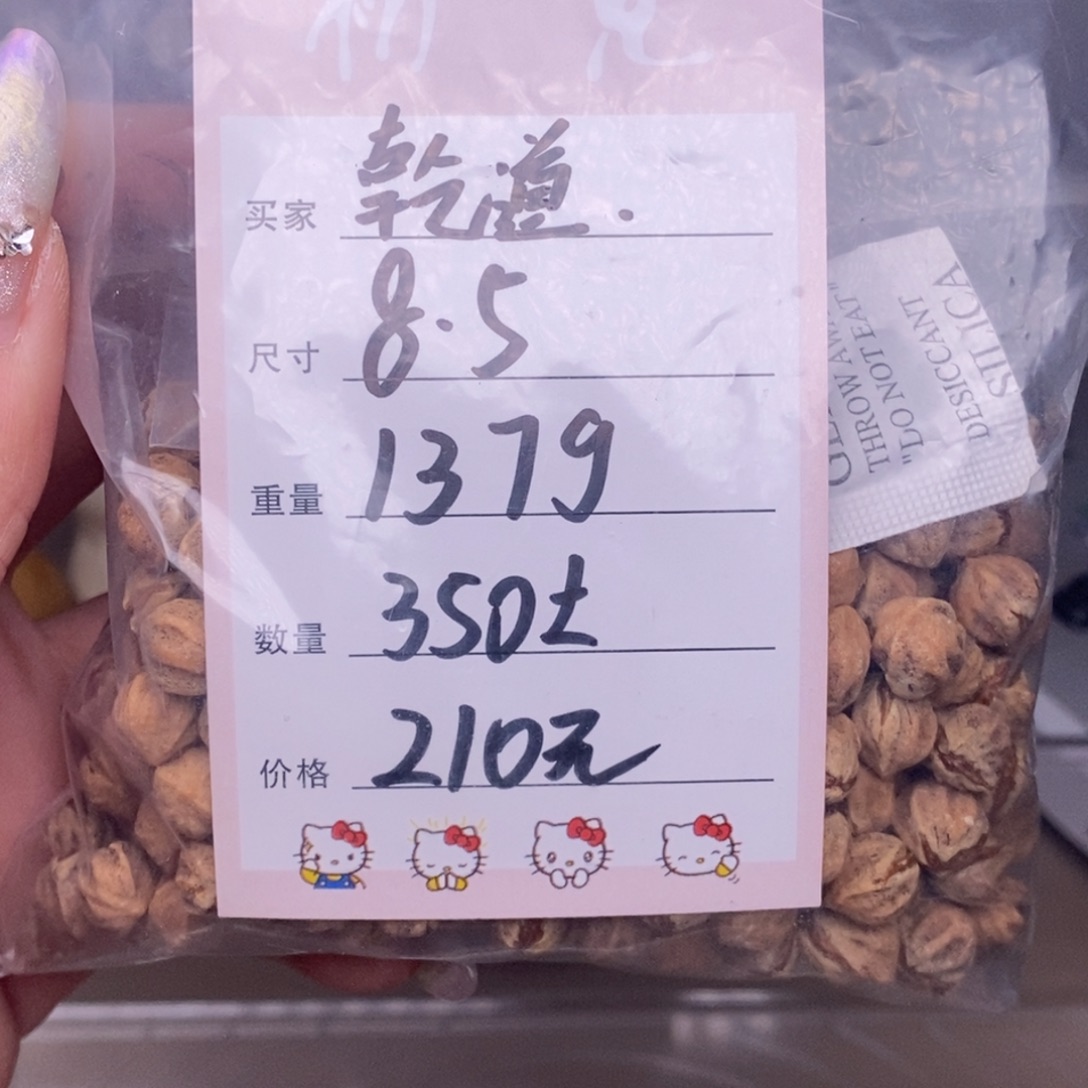 买家 乾道.
尺寸 8.5
重量 137g
数量 350±
价格 210元
THROW AWAY"
"DO NOT EAT"
DESICCANT
SILICA